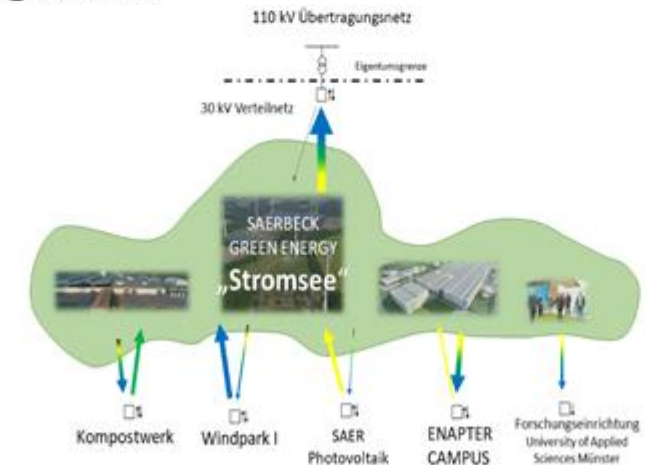 110 kV Übertragungsnetz
Eigentumsgrenze
30 kV Verteilnetz
SAERBECK
GREEN ENERGY
„Stromsee“
Kompostwerk
Windpark I
SAER
Photovoltaik
ENAPTER
CAMPUS
Forschungseinrichtung
University of Applied
Sciences Münster